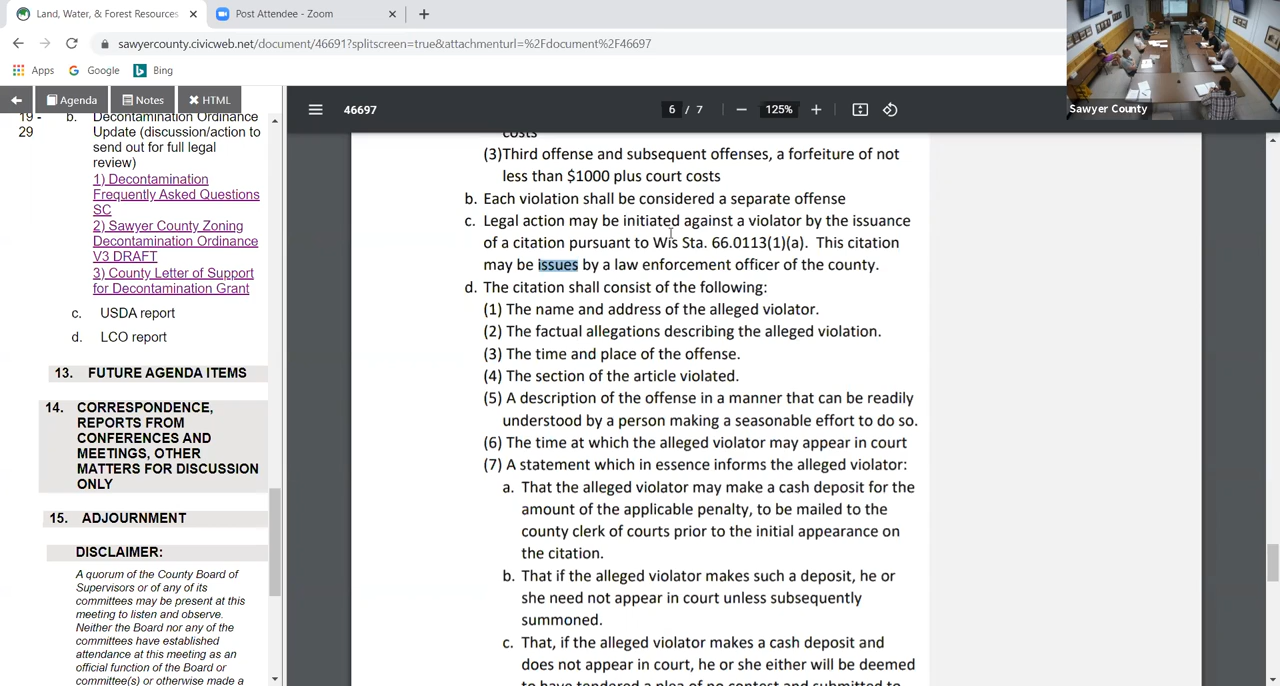 Land, Water, & Forest Resources
Post Attendee - Zoom
sawyercounty.civicweb.net/document/46691?splitscreen=true&attachmenturl=%2Fdocument%2F46697
Apps
Google
Bing
Sawyer County
Agenda
Notes
HTML
46697
6 / 7
125%
19 -
29
b. Decontamination Ordinance
Update (discussion/action to
send out for full legal
review)
1) Decontamination
Frequently Asked Questions
SC
2) Sawyer County Zoning
Decontamination Ordinance
V3 DRAFT
3) County Letter of Support
for Decontamination Grant
c. USDA report
d. LCO report
13. FUTURE AGENDA ITEMS
14. CORRESPONDENCE,
REPORTS FROM
CONFERENCES AND
MEETINGS, OTHER
MATTERS FOR DISCUSSION
ONLY
15. ADJOURNMENT
DISCLAIMER:
A quorum of the County Board of
Supervisors or of any of its
committees may be present at this
meeting to listen and observe.
Neither the Board nor any of the
committees have established
attendance at this meeting as an
official function of the Board or
committee(s) or otherwise made a
costs
(3)Third offense and subsequent offenses, a forfeiture of not
less than $1000 plus court costs
b. Each violation shall be considered a separate offense
c. Legal action may be initiated against a violator by the issuance
of a citation pursuant to Wis Sta. 66.0113(1)(a). This citation
may be issues by a law enforcement officer of the county.
d. The citation shall consist of the following:
(1) The name and address of the alleged violator.
(2) The factual allegations describing the alleged violation.
(3) The time and place of the offense.
(4) The section of the article violated.
(5) A description of the offense in a manner that can be readily
understood by a person making a seasonable effort to do so.
(6) The time at which the alleged violator may appear in court
(7) A statement which in essence informs the alleged violator:
a. That the alleged violator may make a cash deposit for the
amount of the applicable penalty, to be mailed to the
county clerk of courts prior to the initial appearance on
the citation.
b. That if the alleged violator makes such a deposit, he or
she need not appear in court unless subsequently
summoned.
c. That, if the alleged violator makes a cash deposit and
does not appear in court, he or she either will be deemed
to have tendered a plea of no contest and submitted to